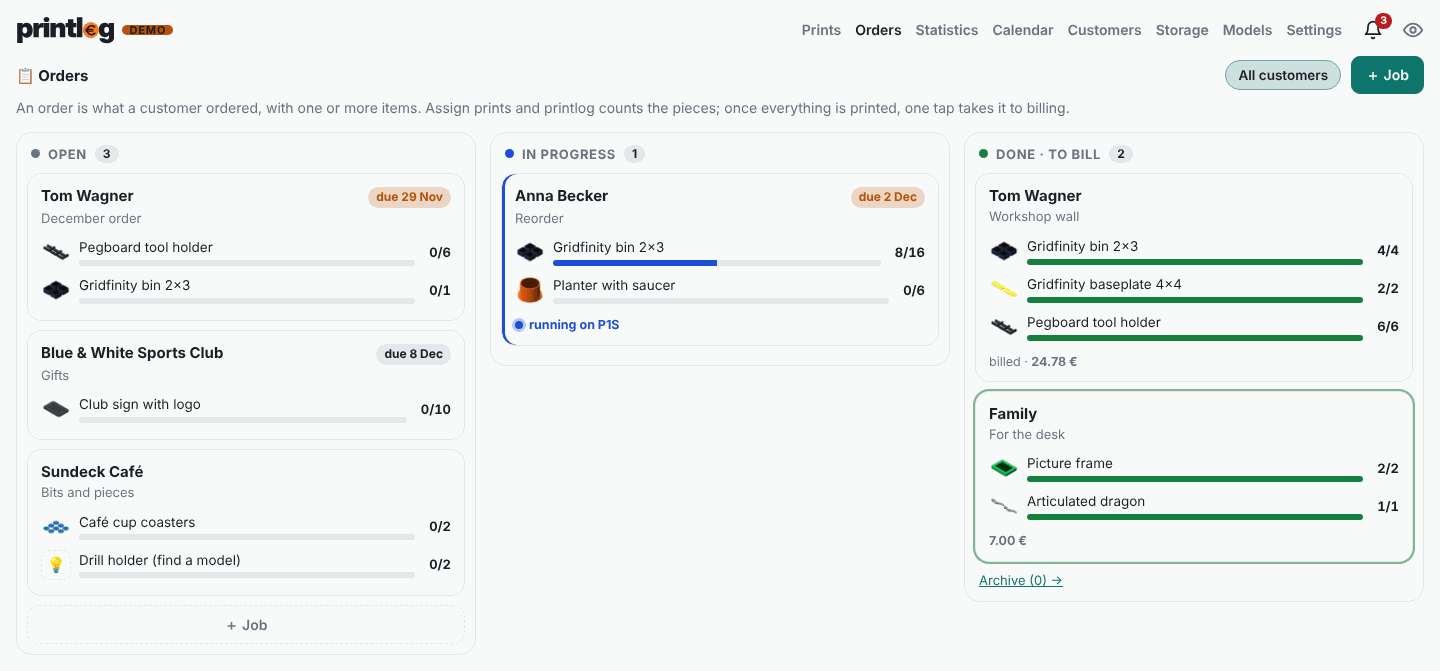 printl€g DEMO
Prints Orders Statistics Calendar Customers Storage Models Settings 3
📋 Orders
All customers
+ Job
An order is what a customer ordered, with one or more items. Assign prints and printlog counts the pieces; once everything is printed, one tap takes it to billing.
OPEN 3
Tom Wagner
due 29 Nov
December order
Pegboard tool holder 0/6
Gridfinity bin 2×3 0/1
Blue & White Sports Club
due 8 Dec
Gifts
Club sign with logo 0/10
Sundeck Café
Bits and pieces
Café cup coasters 0/2
Drill holder (find a model) 0/2
+ Job
IN PROGRESS 1
Anna Becker
due 2 Dec
Reorder
Gridfinity bin 2×3 8/16
Planter with saucer 0/6
running on P1S
DONE · TO BILL 2
Tom Wagner
Workshop wall
Gridfinity bin 2×3 4/4
Gridfinity baseplate 4×4 2/2
Pegboard tool holder 6/6
billed · 24.78 €
Family
For the desk
Picture frame 2/2
Articulated dragon 1/1
7.00 €
Archive (0) →